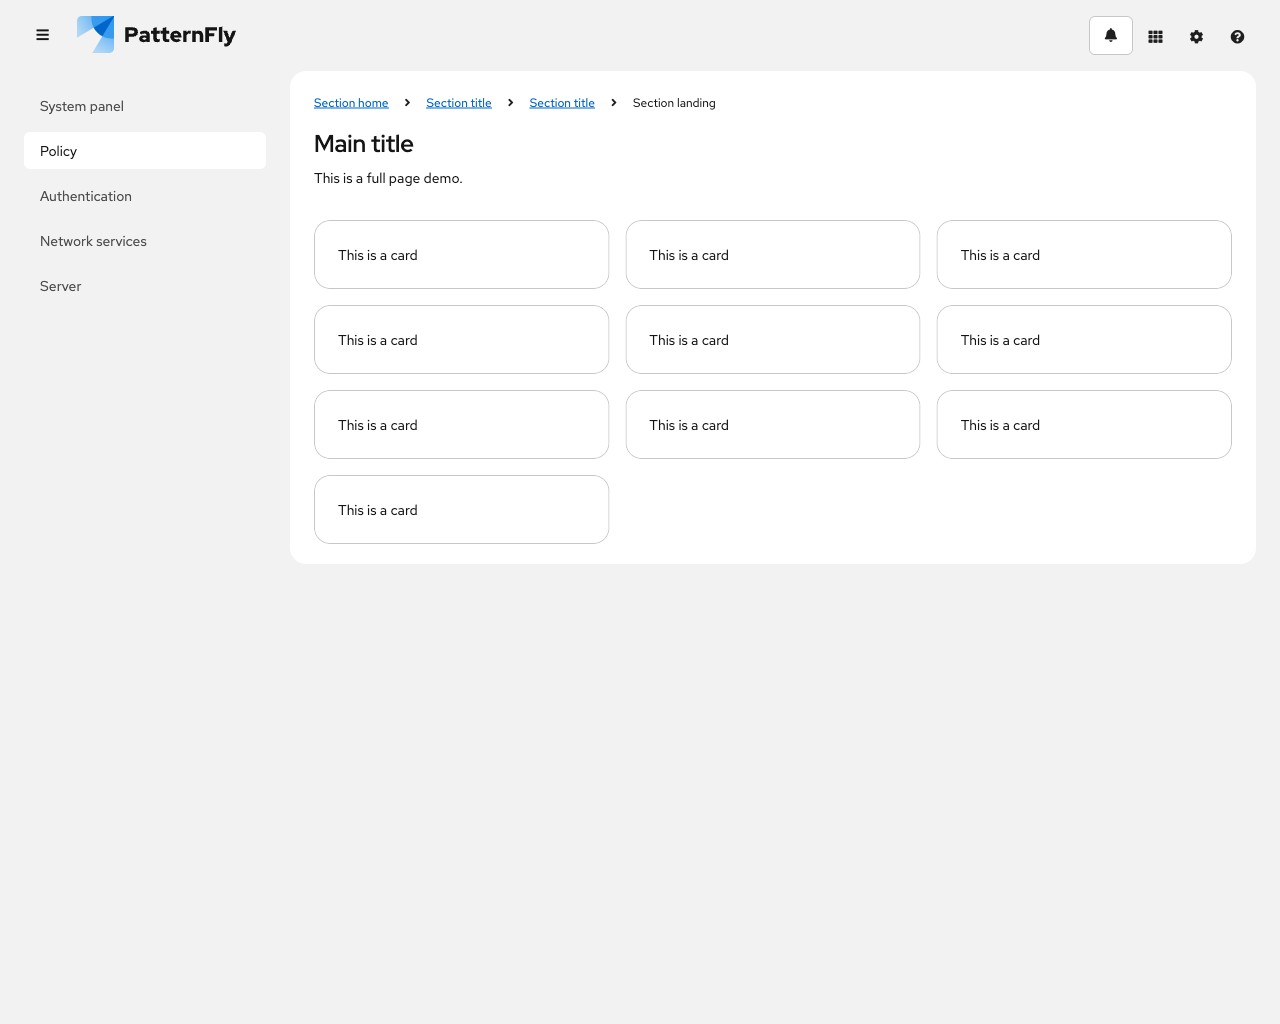 PatternFly
System panel
Policy
Authentication
Network services
Server
Section home
Section title
Section title
Section landing
Main title
This is a full page demo.
This is a card
This is a card
This is a card
This is a card
This is a card
This is a card
This is a card
This is a card
This is a card
This is a card